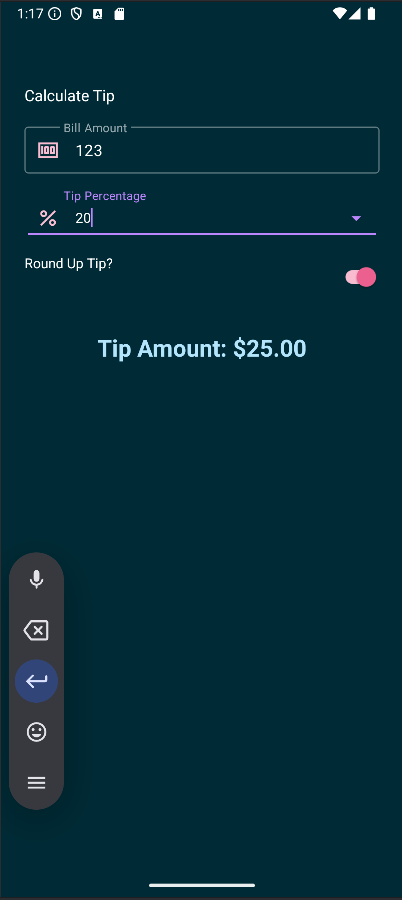 1:17
Calculate Tip
Bill Amount
123
Tip Percentage
20
Round Up Tip?
Tip Amount: $25.00